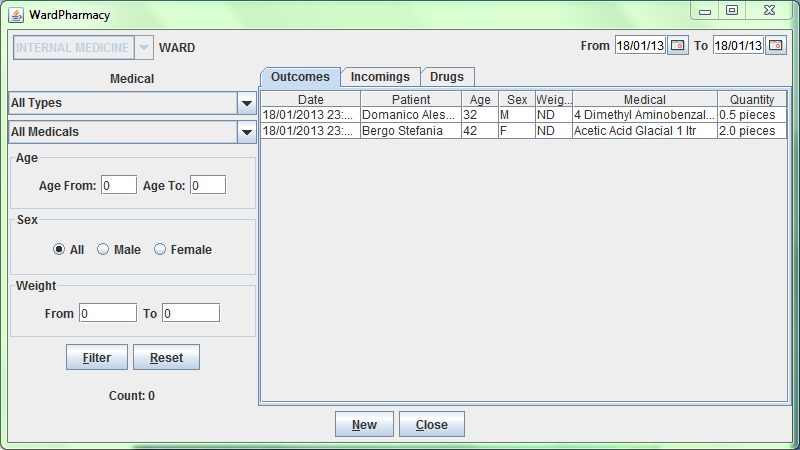 WardPharmacy
INTERNAL MEDICINE WARD From 18/01/13 To 18/01/13
Medical
All Types
All Medicals
Age
Age From: 0 Age To: 0
Sex
All Male Female
Weight
From 0 To 0
Filter Reset
Count: 0
Outcomes Incomings Drugs
Date Patient Age Sex Weig... Medical Quantity
18/01/2013 23:... Domanico Ales... 32 M ND 4 Dimethyl Aminobenzal... 0.5 pieces
18/01/2013 23:... Bergo Stefania 42 F ND Acetic Acid Glacial 1 ltr 2.0 pieces
New Close